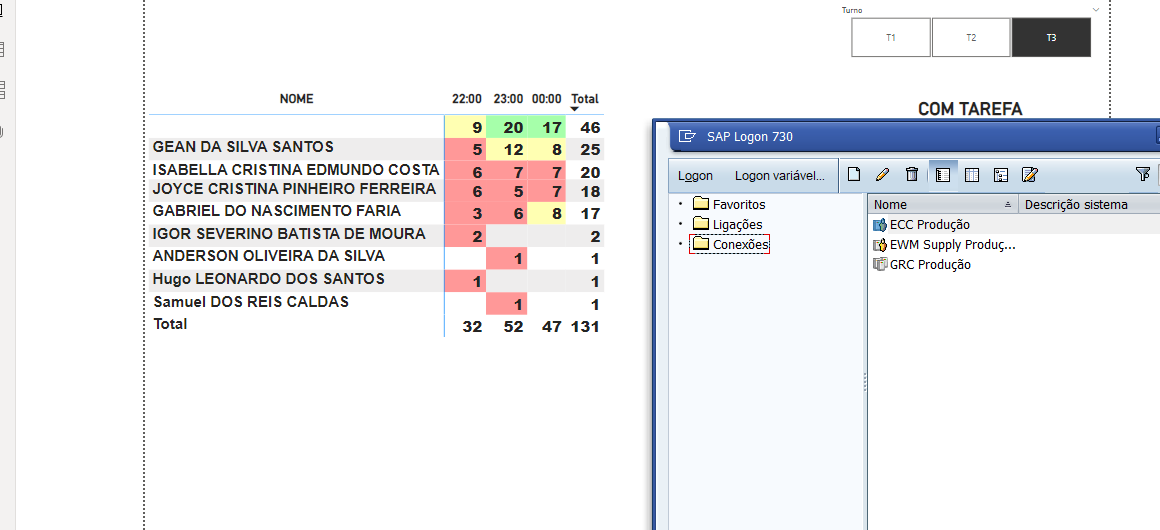 Turno
T1 T2 T3
COM TAREFA
NOME 22:00 23:00 00:00 Total
9 20 17 46
GEAN DA SILVA SANTOS 5 12 8 25
ISABELLA CRISTINA EDMUNDO COSTA 6 7 7 20
JOYCE CRISTINA PINHEIRO FERREIRA 6 5 7 18
GABRIEL DO NASCIMENTO FARIA 3 6 8 17
IGOR SEVERINO BATISTA DE MOURA 2 2
ANDERSON OLIVEIRA DA SILVA 1 1
Hugo LEONARDO DOS SANTOS 1 1
Samuel DOS REIS CALDAS 1 1
Total 32 52 47 131
SAP Logon 730
Logon Logon variável...
Favoritos
Ligações
Conexões
Nome Descrição sistema
ECC Produção
EWM Supply Produç...
GRC Produção